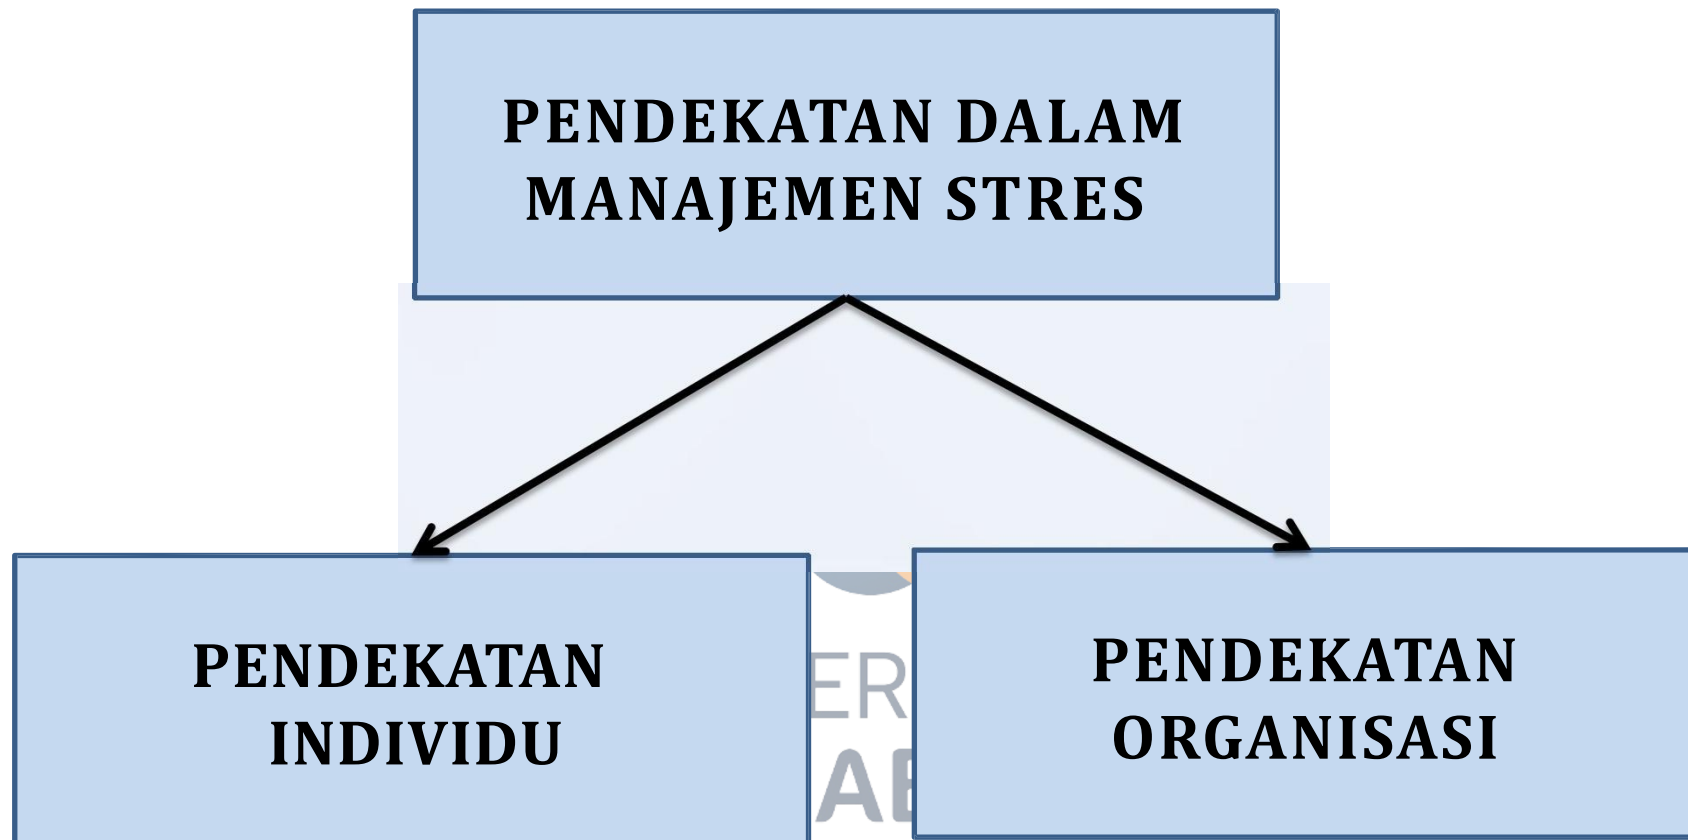 PENDEKATAN DALAM
MANAJEMEN STRES
PENDEKATAN
INDIVIDU
PENDEKATAN
ORGANISASI